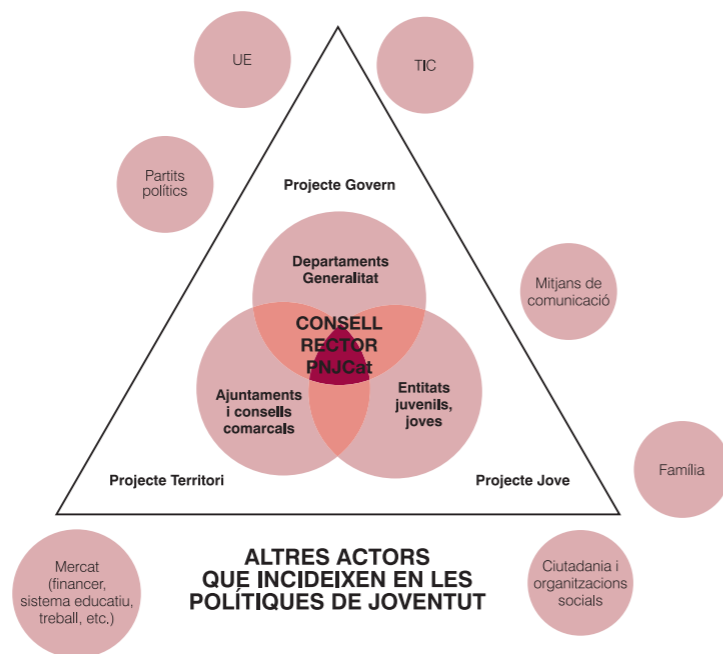 UE
TIC
Partits
polítics
Projecte Govern
Departaments
Generalitat
Mitjans de
comunicació
CONSELL
RECTOR
PNJCat
Ajuntaments
i consells
comarcals
Entitats
juvenils,
joves
Projecte Territori
Projecte Jove
Família
Mercat
(financer,
sistema educatiu,
treball, etc.)
ALTRES ACTORS
QUE INCIDEIXEN EN LES
POLÍTIQUES DE JOVENTUT
Ciutadania i
organitzacions
socials